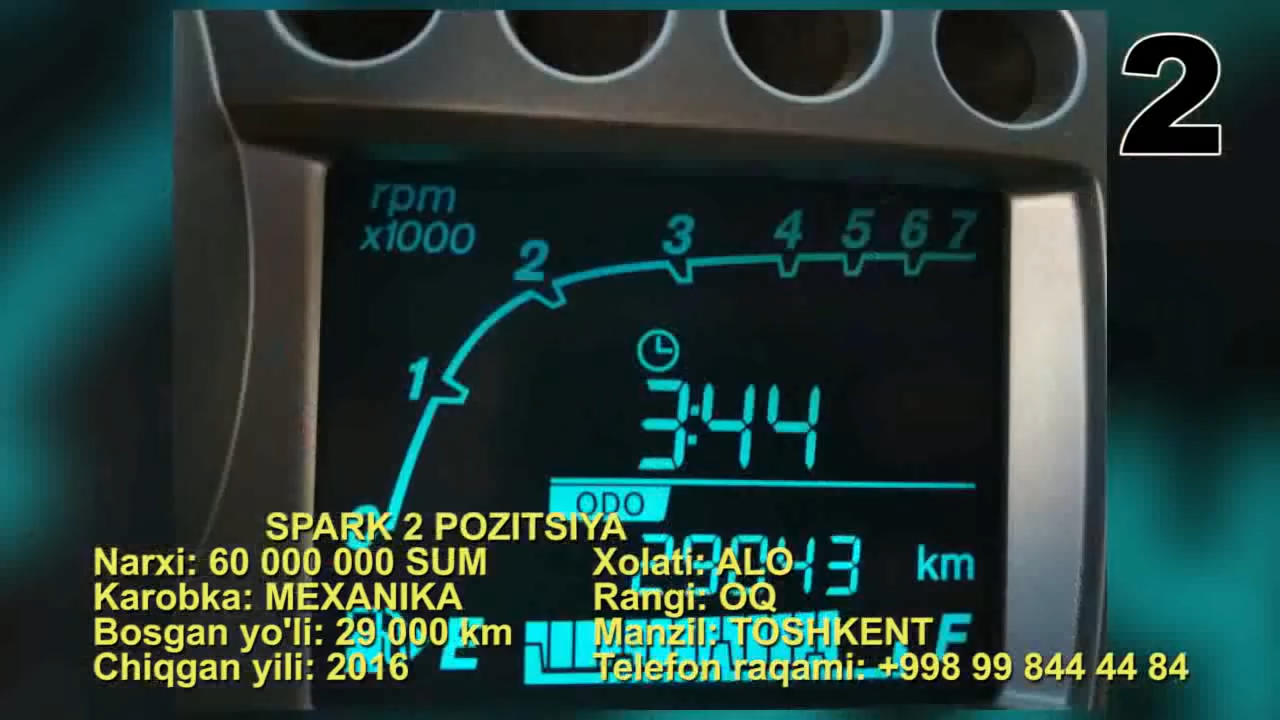 2
rpm
x1000
0 1 2 3 4 5 6 7
3:44
ODO
29043 km
SPARK 2 POZITSIYA
Narxi: 60 000 000 SUM
Xolati: ALO
Karobka: MEXANIKA
Rangi: OQ
Bosgan yo'li: 29 000 km
Manzil: TOSHKENT
Chiqgan yili: 2016
Telefon raqami: +998 99 844 44 84
E F